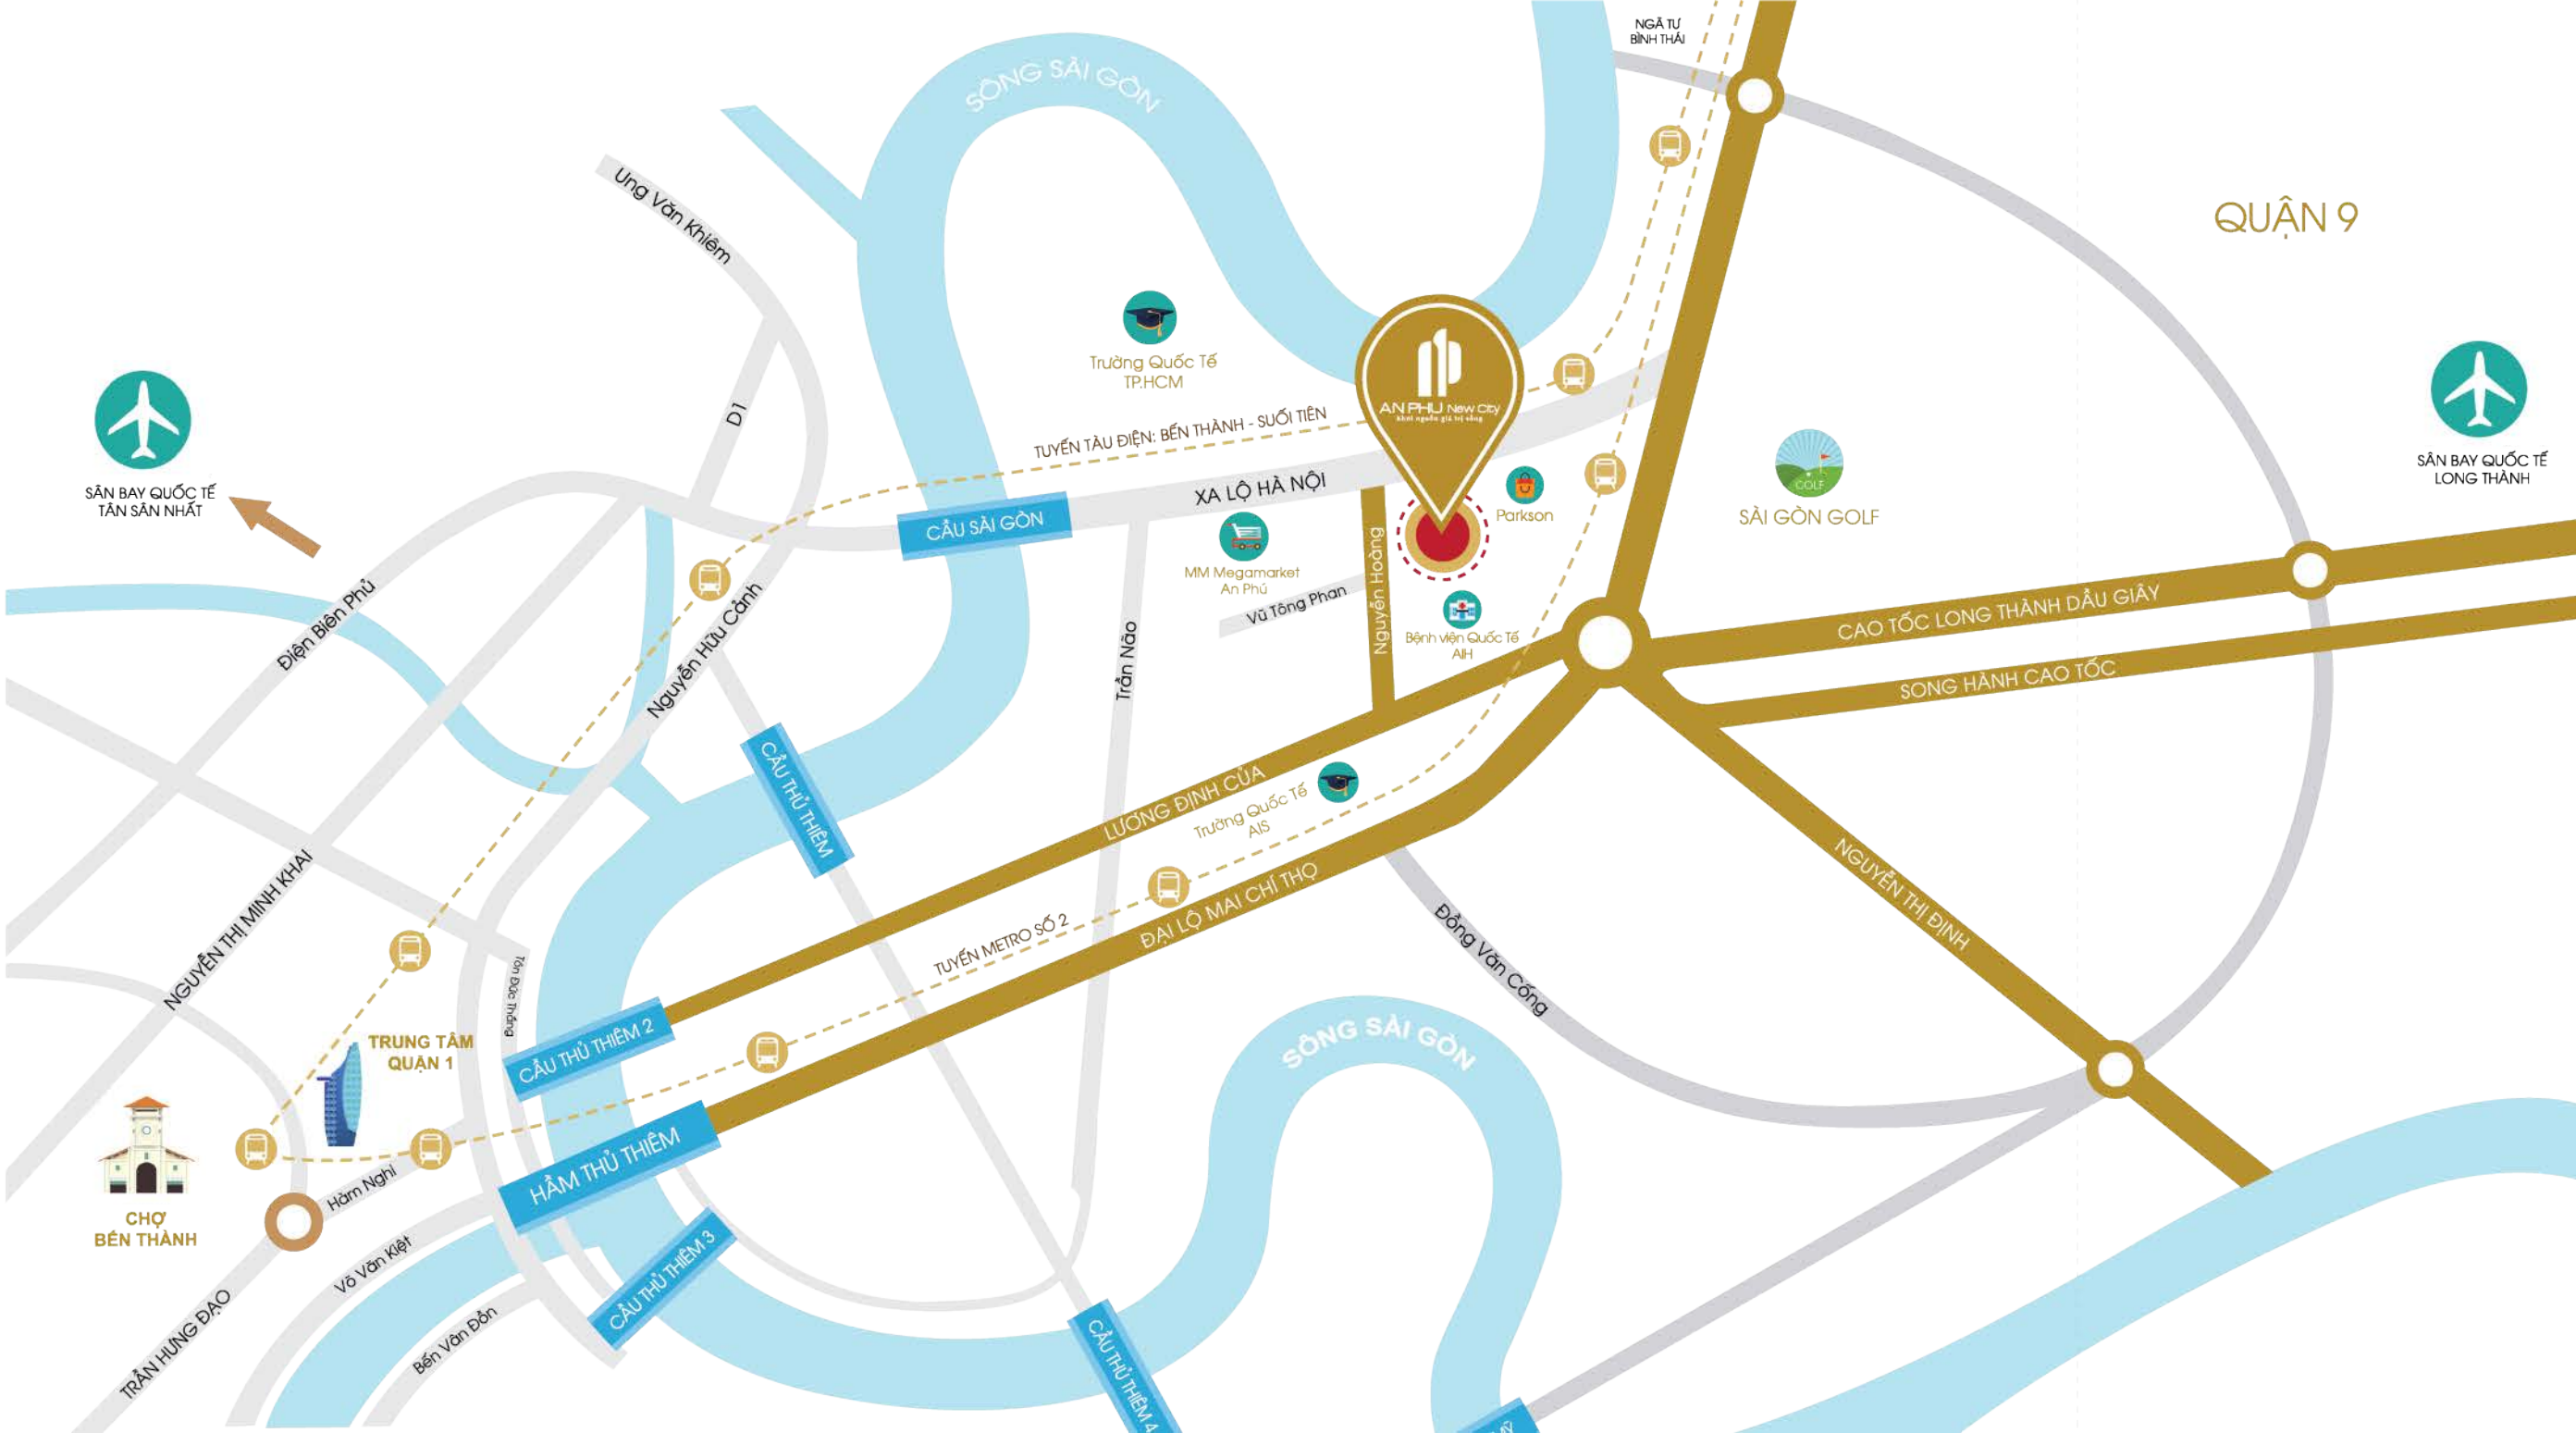 NGÃ TƯ
BÌNH THÁI
SÔNG SÀI GÒN
Ung Văn Khiêm
QUẬN 9
Trường Quốc Tế
TP.HCM
D1
AN PHU New City
khơi nguồn giá trị sống
TUYẾN TÀU ĐIỆN: BẾN THÀNH - SUỐI TIÊN
SÂN BAY QUỐC TẾ
TÂN SÂN NHẤT
XA LỘ HÀ NỘI
CẦU SÀI GÒN
Parkson
COLF
SÀI GÒN GOLF
SÂN BAY QUỐC TẾ
LONG THÀNH
MM Megamarket
An Phú
Vũ Tông Phan
Nguyễn Hoàng
Bệnh viện Quốc Tế
AIH
Điện Biên Phủ
Nguyễn Hữu Cảnh
Trần Não
CAO TỐC LONG THÀNH DẦU GIÂY
SONG HÀNH CAO TỐC
CẦU THỦ THIÊM
LƯƠNG ĐỊNH CỦA
Trường Quốc Tế
AIS
NGUYỄN THỊ MINH KHAI
ĐẠI LỘ MAI CHÍ THỌ
NGUYỄN THỊ ĐỊNH
TUYẾN METRO SỐ 2
Đồng Văn Cống
Tôn Đức Thắng
TRUNG TÂM
QUẬN 1
CẦU THỦ THIÊM 2
SÔNG SÀI GÒN
HẦM THỦ THIÊM
Hàm Nghi
CHỢ
BẾN THÀNH
Võ Văn Kiệt
CẦU THỦ THIÊM 3
TRẦN HƯNG ĐẠO
Bến Vân Đồn
CẦU THỦ THIÊM 4